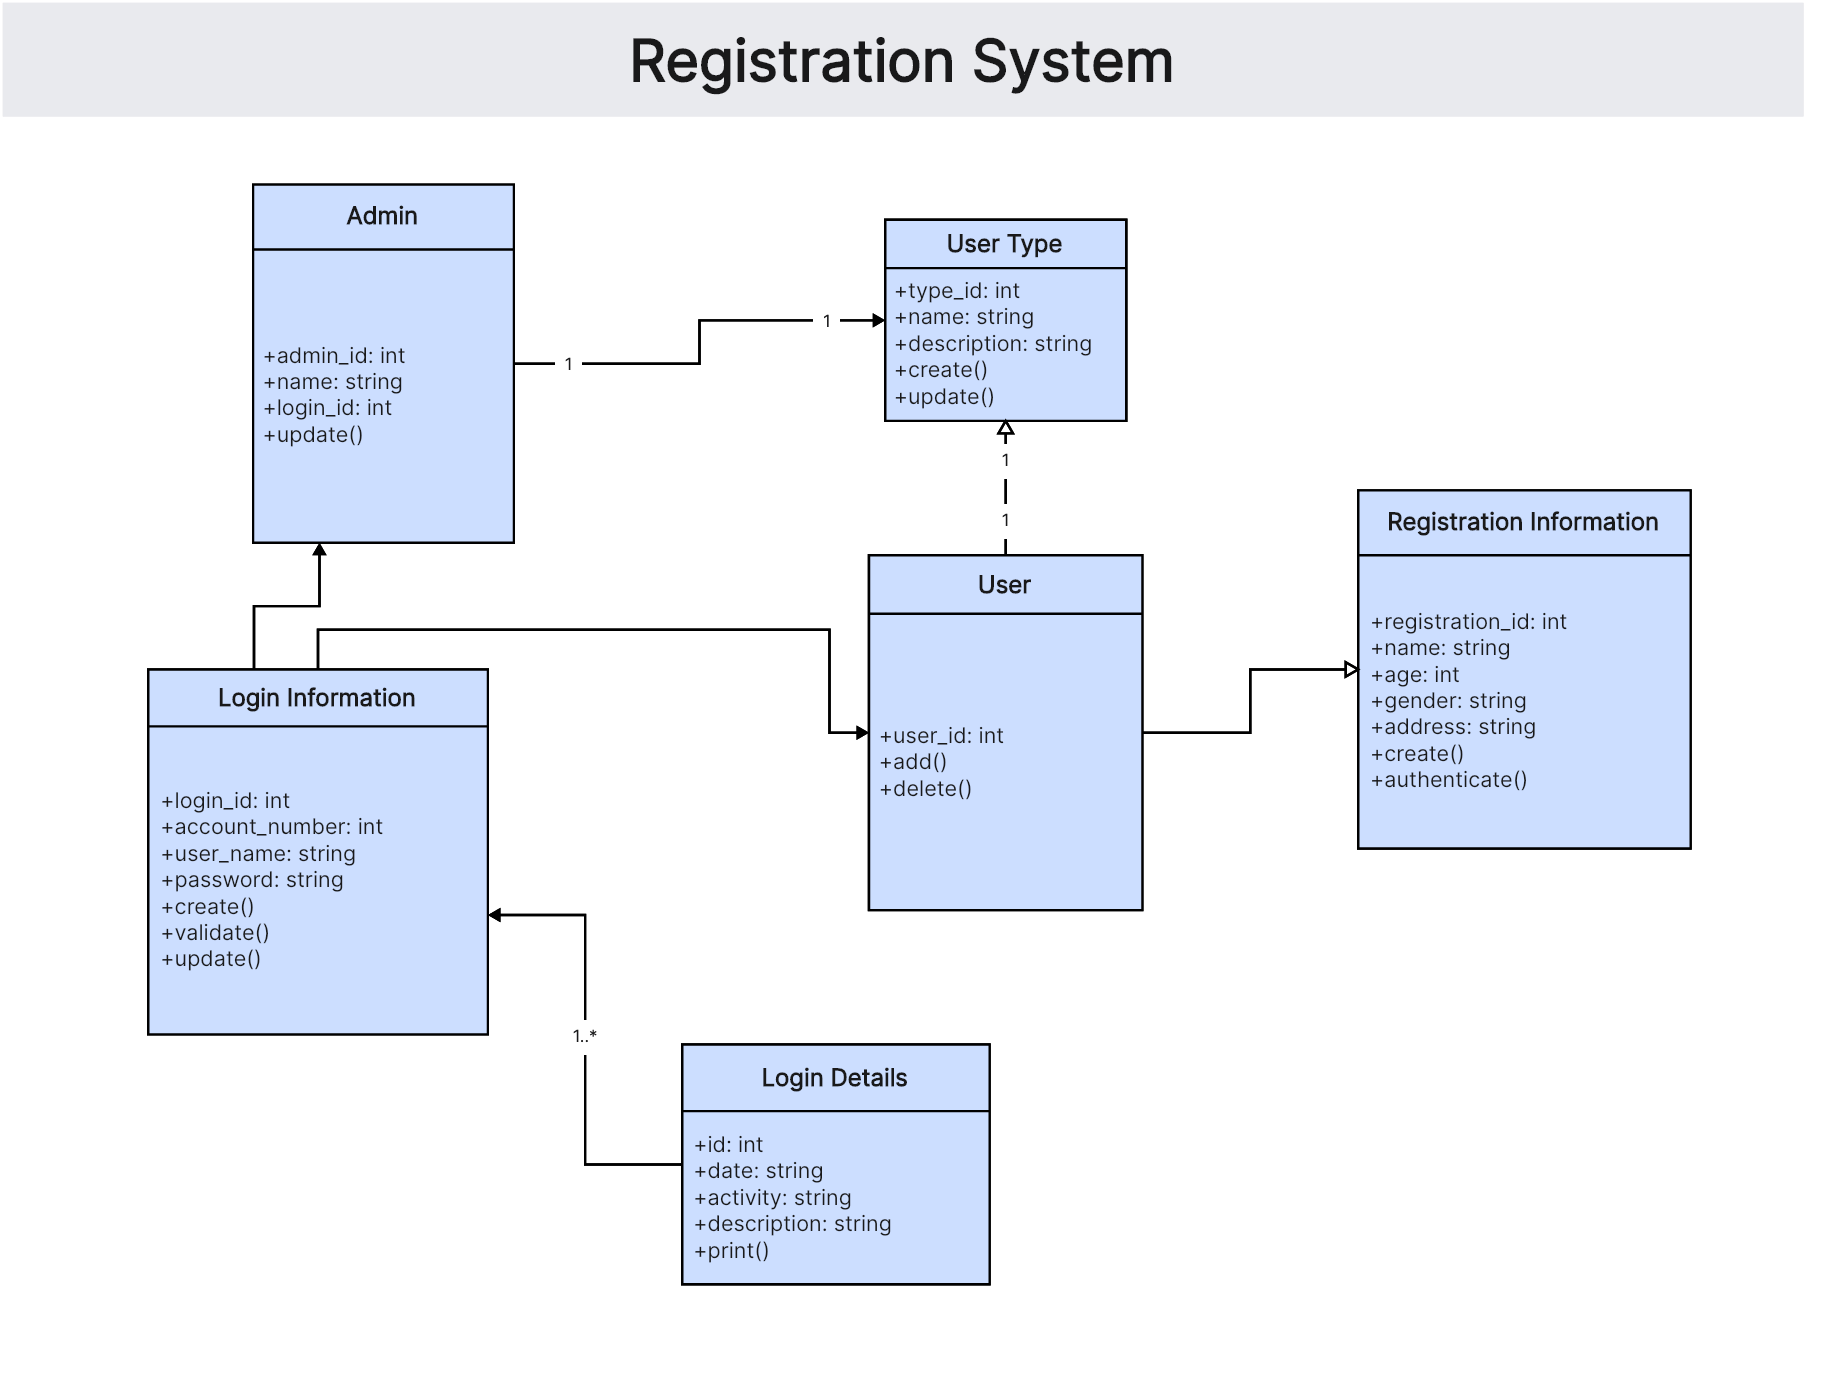 Registration System
Admin
+admin_id: int
+name: string
+login_id: int
+update()
User Type
+type_id: int
+name: string
+description: string
+create()
+update()
1
1
1
1
User
+user_id: int
+add()
+delete()
Registration Information
+registration_id: int
+name: string
+age: int
+gender: string
+address: string
+create()
+authenticate()
Login Information
+login_id: int
+account_number: int
+user_name: string
+password: string
+create()
+validate()
+update()
1..*
Login Details
+id: int
+date: string
+activity: string
+description: string
+print()